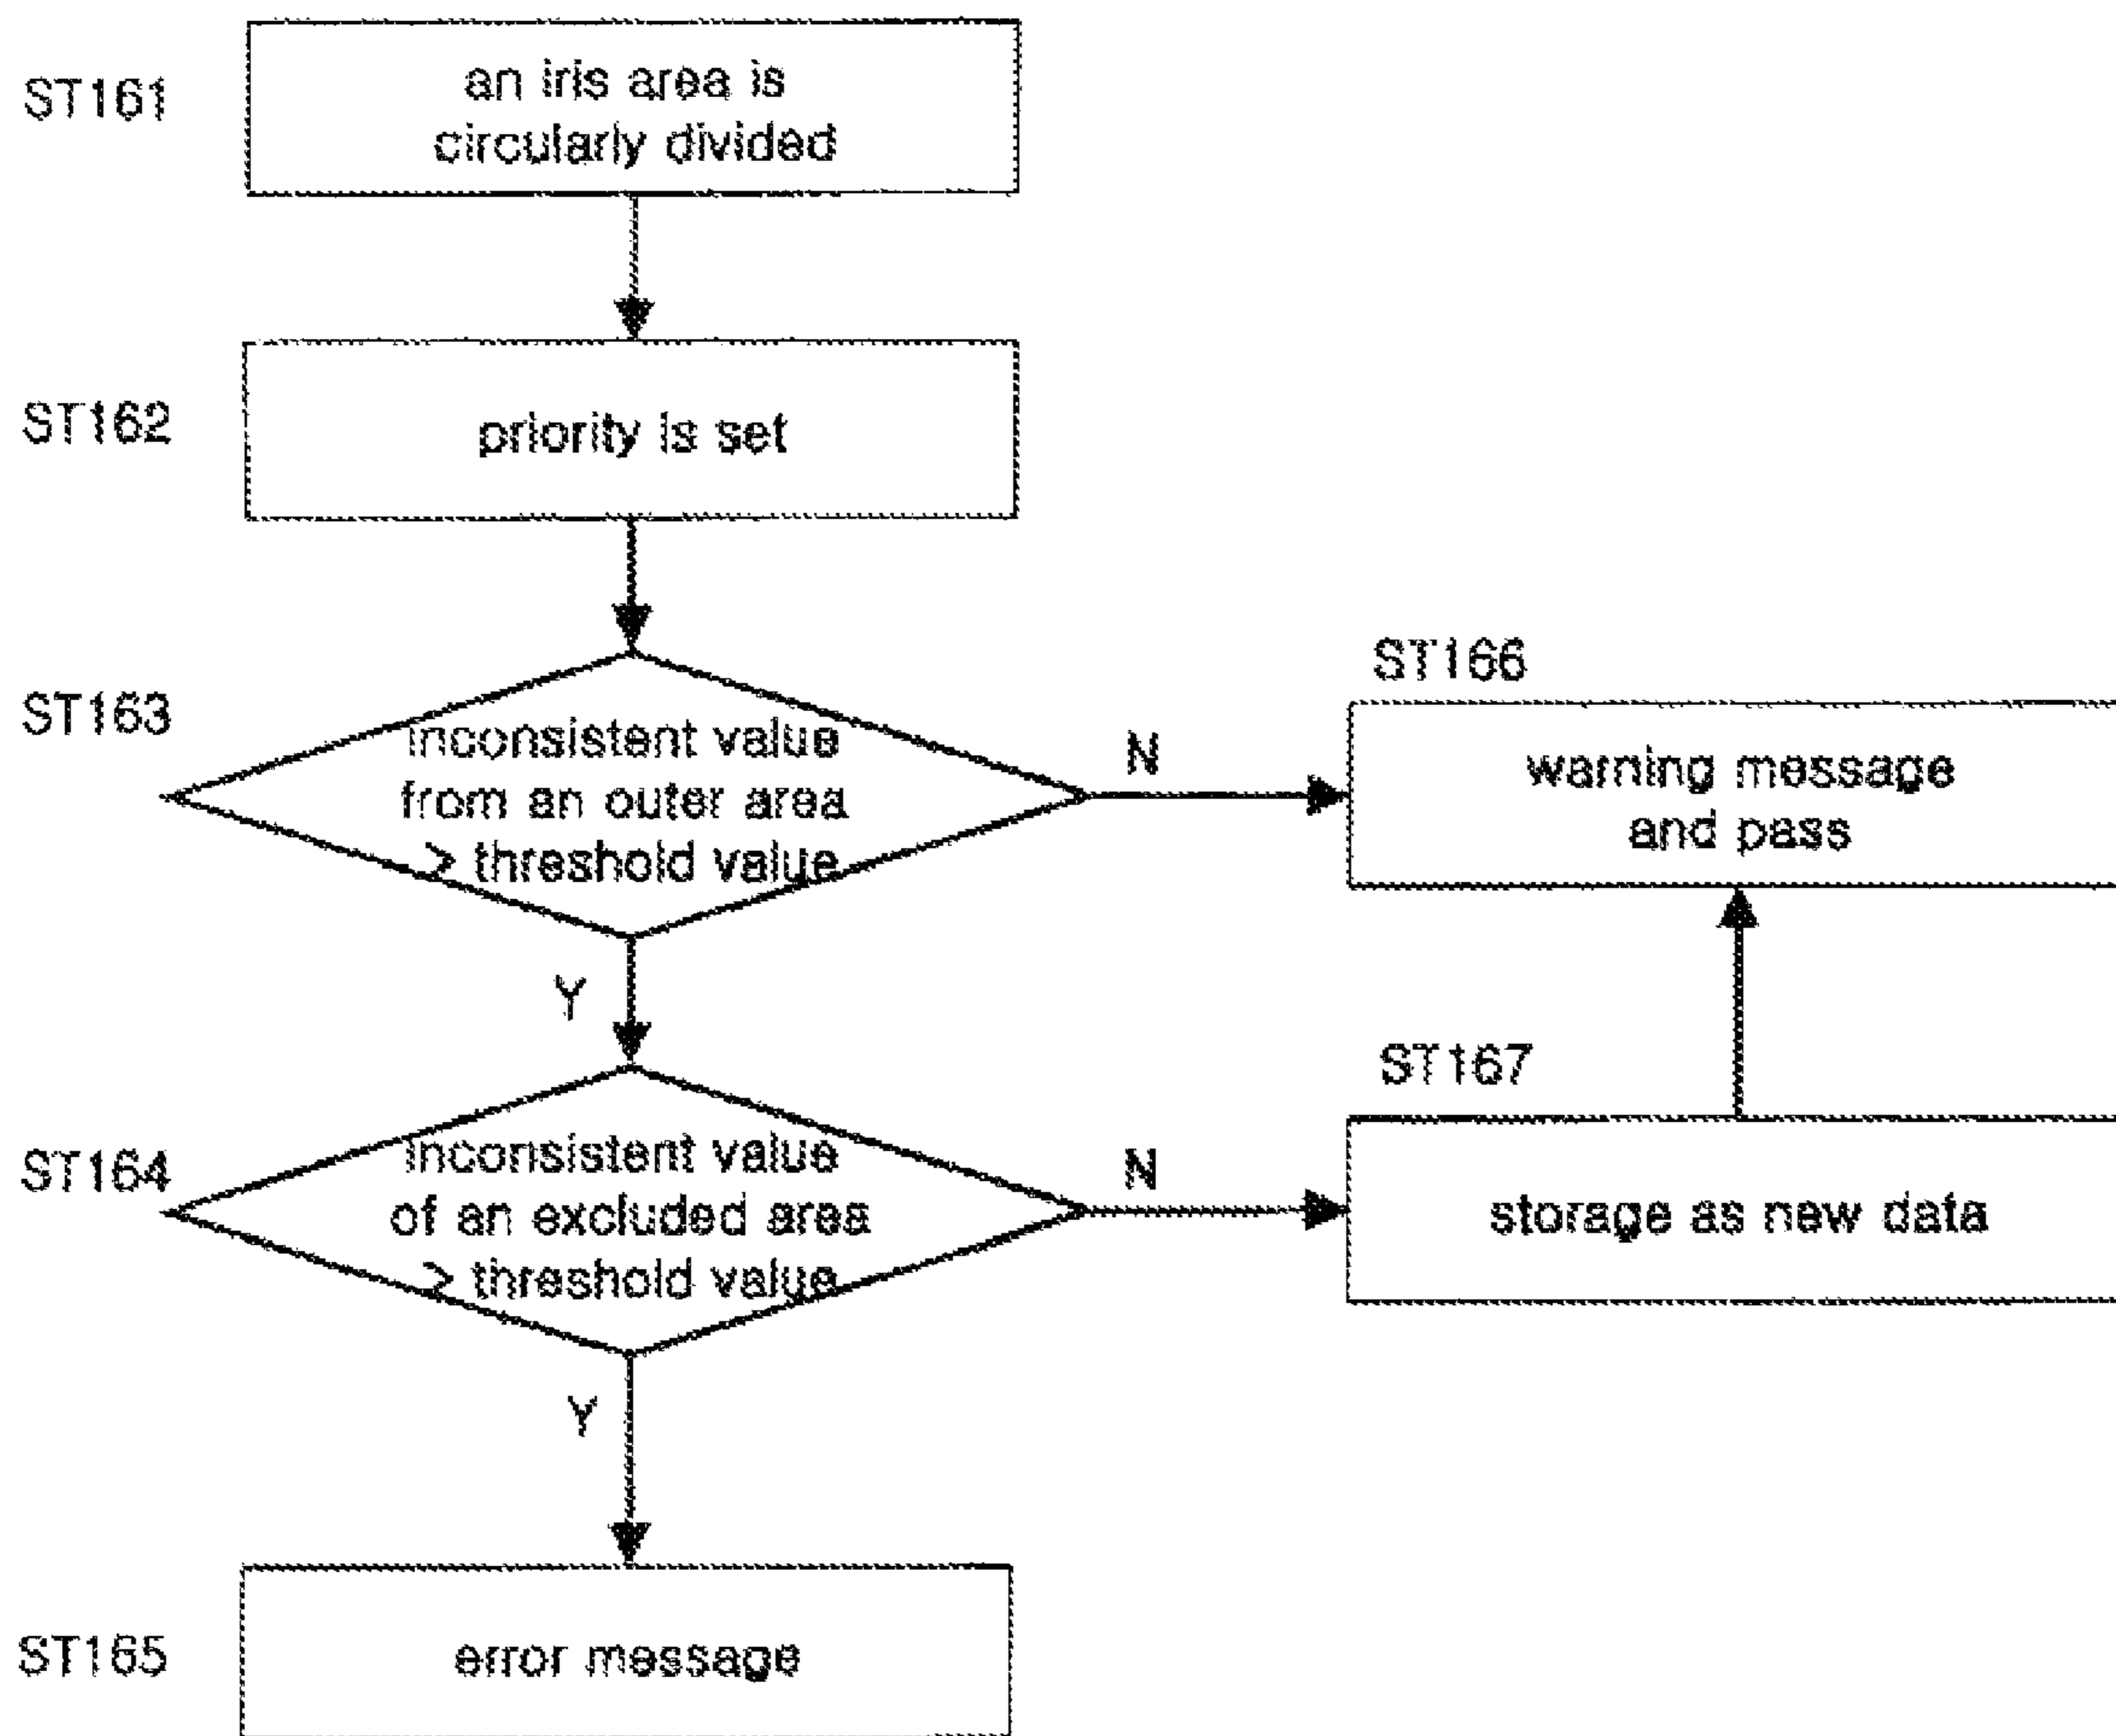 ST161
an iris area is
circularly divided
ST162
priority is set
ST163
inconsistent value
from an outer area
> threshold value
N
ST166
warning message
and pass
Y
ST164
inconsistent value
of an excluded area
> threshold value
N
ST167
storage as new data
Y
ST165
error message